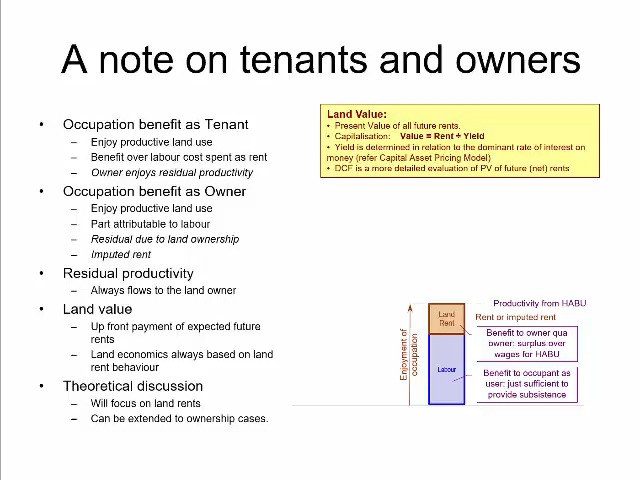 A note on tenants and owners
• Occupation benefit as Tenant
– Enjoy productive land use
– Benefit over labour cost spent as rent
– Owner enjoys residual productivity
• Occupation benefit as Owner
– Enjoy productive land use
– Part attributable to labour
– Residual due to land ownership
– Imputed rent
• Residual productivity
– Always flows to the land owner
• Land value
– Up front payment of expected future
rents
– Land economics always based on land
rent behaviour
• Theoretical discussion
– Will focus on land rents
– Can be extended to ownership cases.
Land Value:
• Present Value of all future rents.
• Capitalisation: Value = Rent ÷ Yield
• Yield is determined in relation to the dominant rate of interest on
money (refer Capital Asset Pricing Model)
• DCF is a more detailed evaluation of PV of future (net) rents
Enjoyment of
occupation
Land
Rent
Labour
Productivity from HABU
Rent or imputed rent
Benefit to owner qua
owner: surplus over
wages for HABU
Benefit to occupant as
user: just sufficient to
provide subsistence